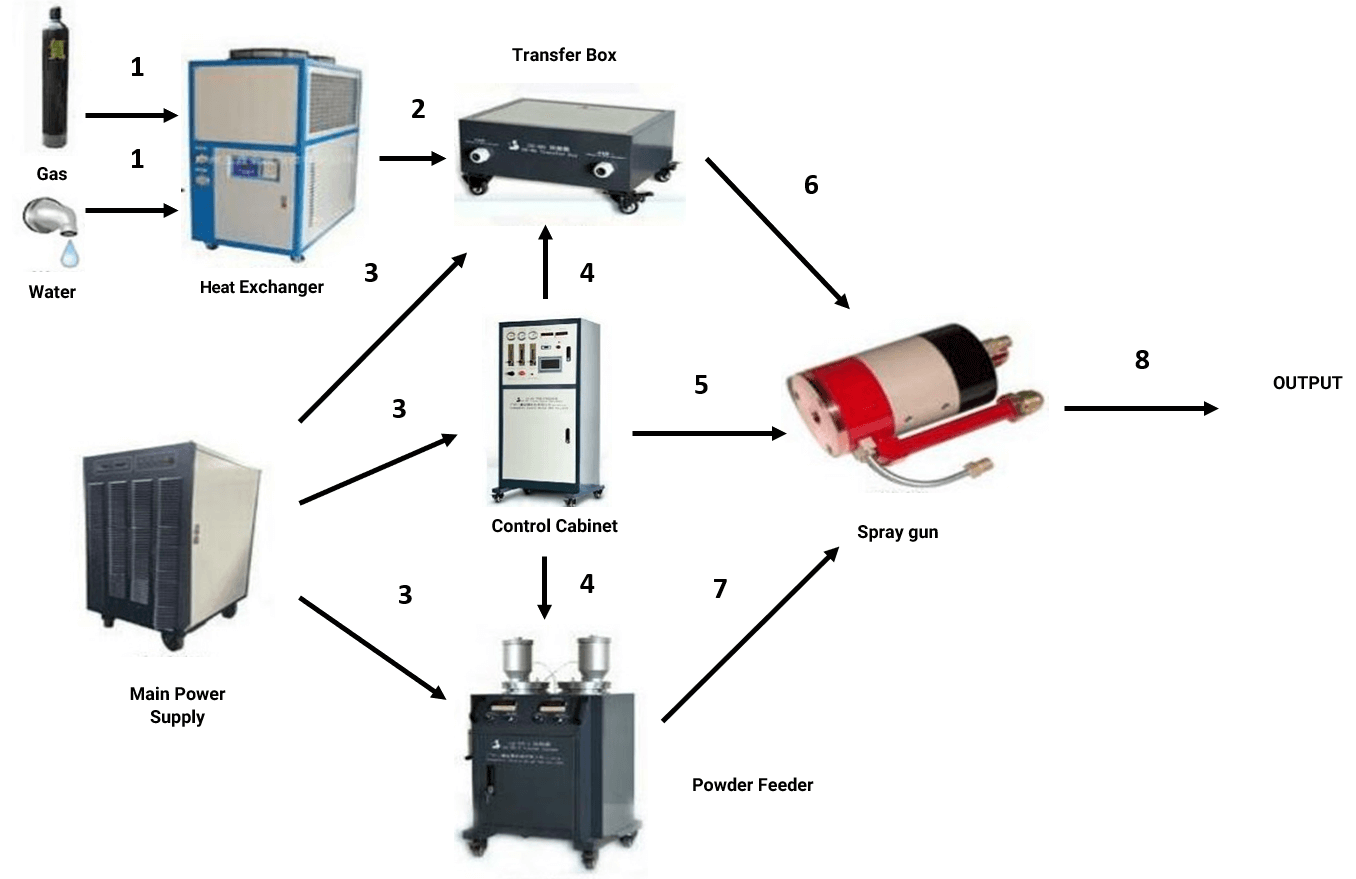 氮
1
Transfer Box
2
1
Gas
6
Water
Heat Exchanger
3
4
8
OUTPUT
5
3
Control Cabinet
Spray gun
3
4
7
Main Power
Supply
Powder Feeder